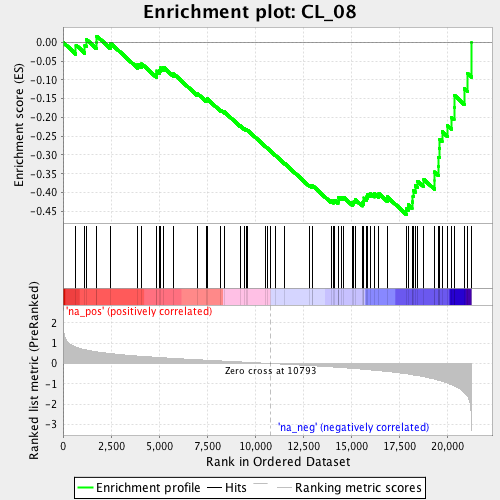 Enrichment plot: CL_08
Enrichment score (ES)
0.00
-0.05
-0.10
-0.15
-0.20
-0.25
-0.30
-0.35
-0.40
-0.45
Ranked list metric (PreRanked)
'na_pos' (positively correlated)
2
1
0
-1
-2
-3
Zero cross at 10793
'na_neg' (negatively correlated)
0
2,500
5,000
7,500
10,000
12,500
15,000
17,500
20,000
Rank in Ordered Dataset
Enrichment profile
Hits
Ranking metric scores